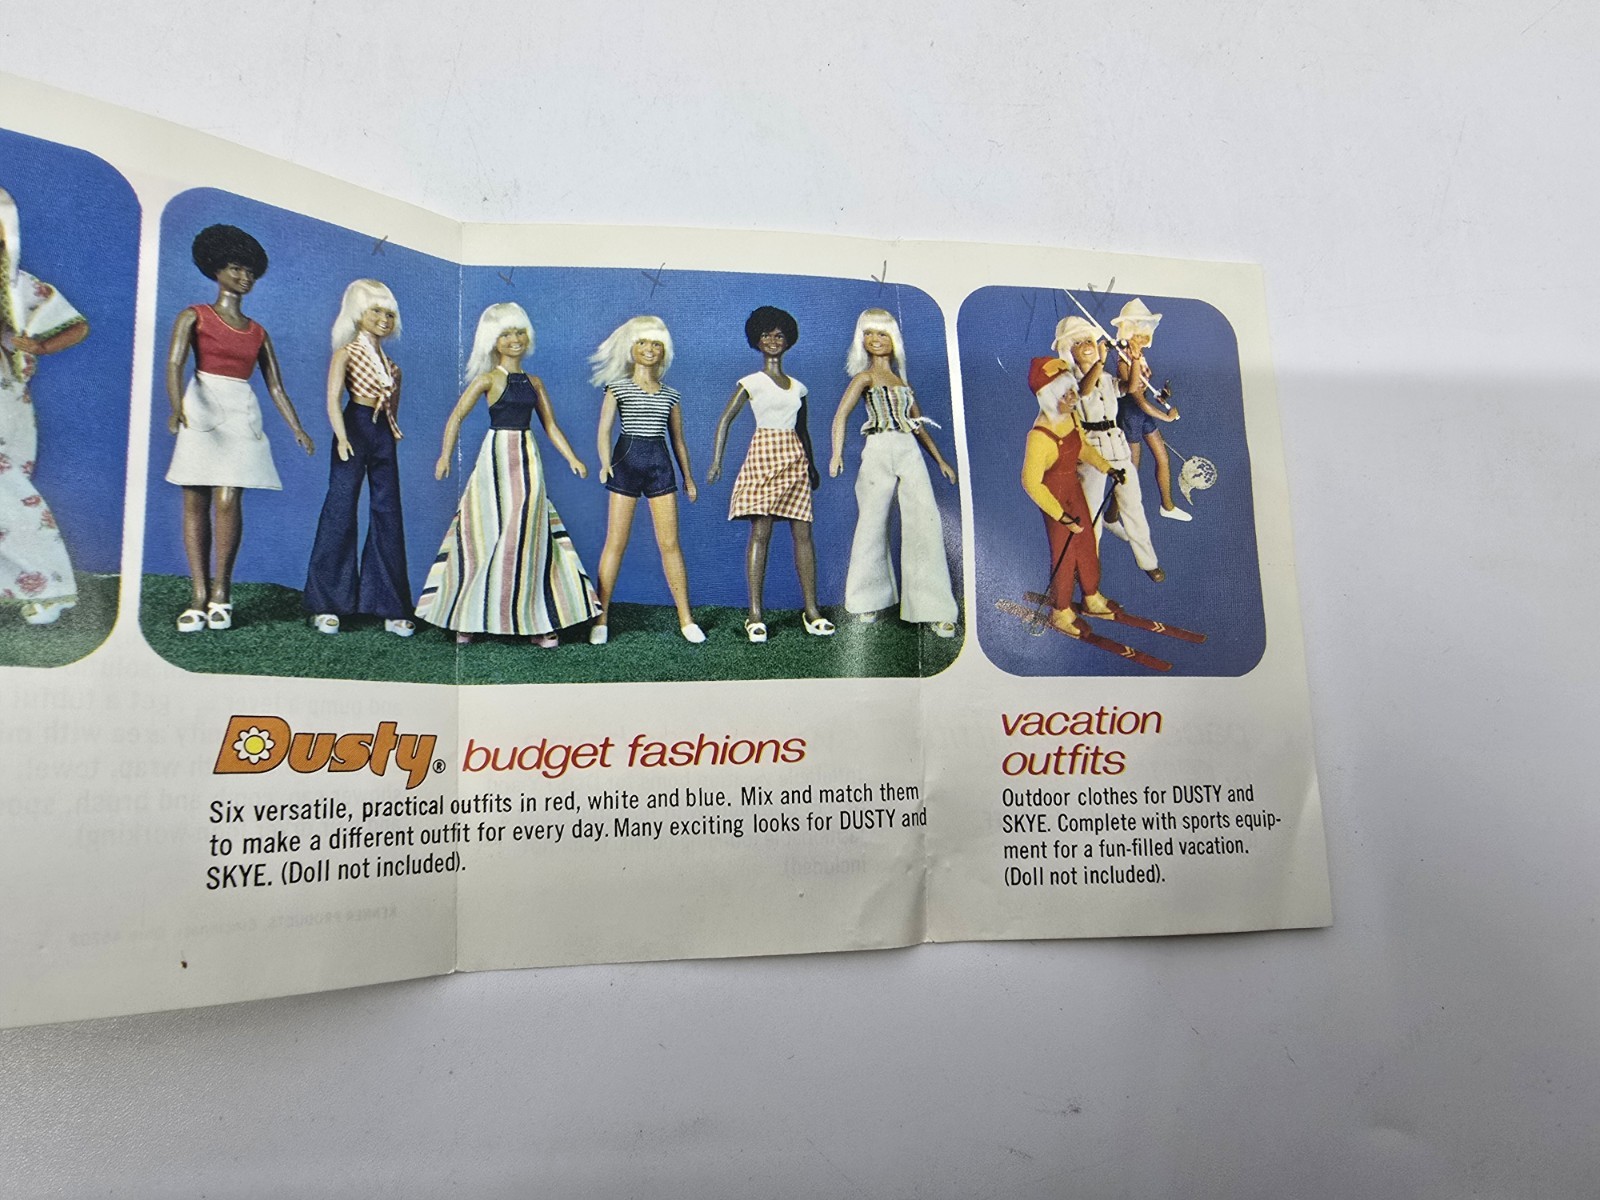 Dusty® budget fashions
Six versatile, practical outfits in red, white and blue. Mix and match them
to make a different outfit for every day. Many exciting looks for DUSTY and
SKYE. (Doll not included).
vacation
outfits
Outdoor clothes for DUSTY and
SKYE. Complete with sports equip-
ment for a fun-filled vacation.
(Doll not included).